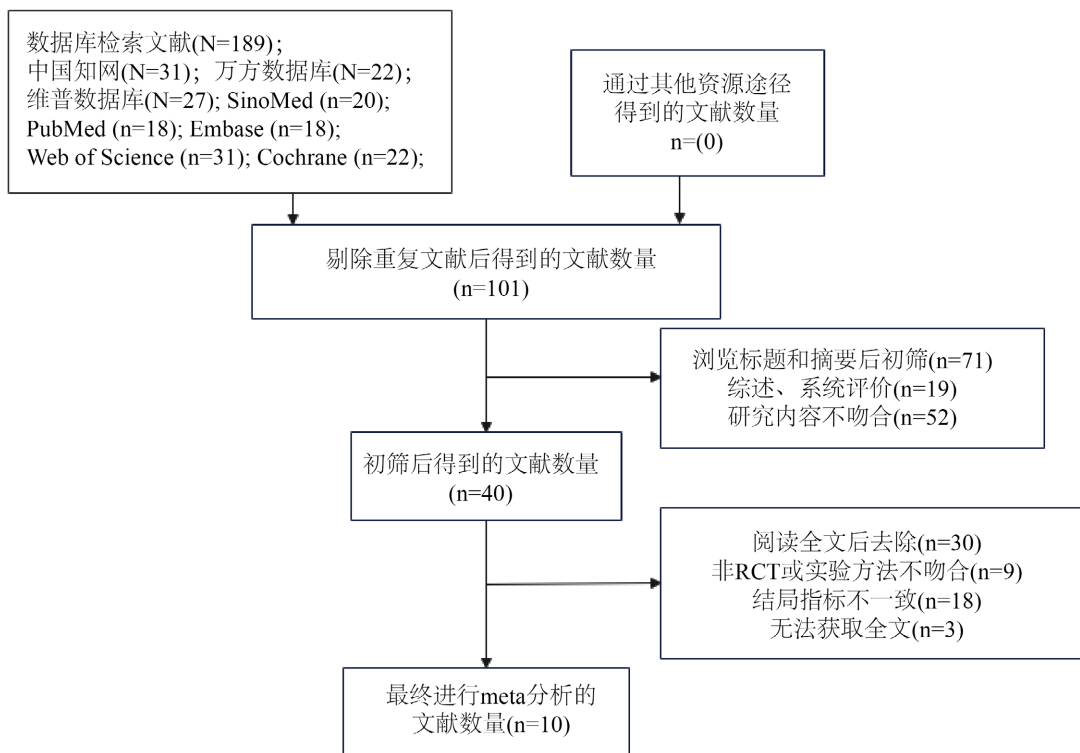 数据库检索文献(N=189)；
中国知网(N=31)；万方数据库(N=22)；
维普数据库(N=27); SinoMed (n=20);
PubMed (n=18); Embase (n=18);
Web of Science (n=31); Cochrane (n=22);
通过其他资源途径
得到的文献数量
n=(0)
剔除重复文献后得到的文献数量
(n=101)
浏览标题和摘要后初筛(n=71)
综述、系统评价(n=19)
研究内容不吻合(n=52)
初筛后得到的文献数量
(n=40)
阅读全文后去除(n=30)
非RCT或实验方法不吻合(n=9)
结局指标不一致(n=18)
无法获取全文(n=3)
最终进行meta分析的
文献数量(n=10)